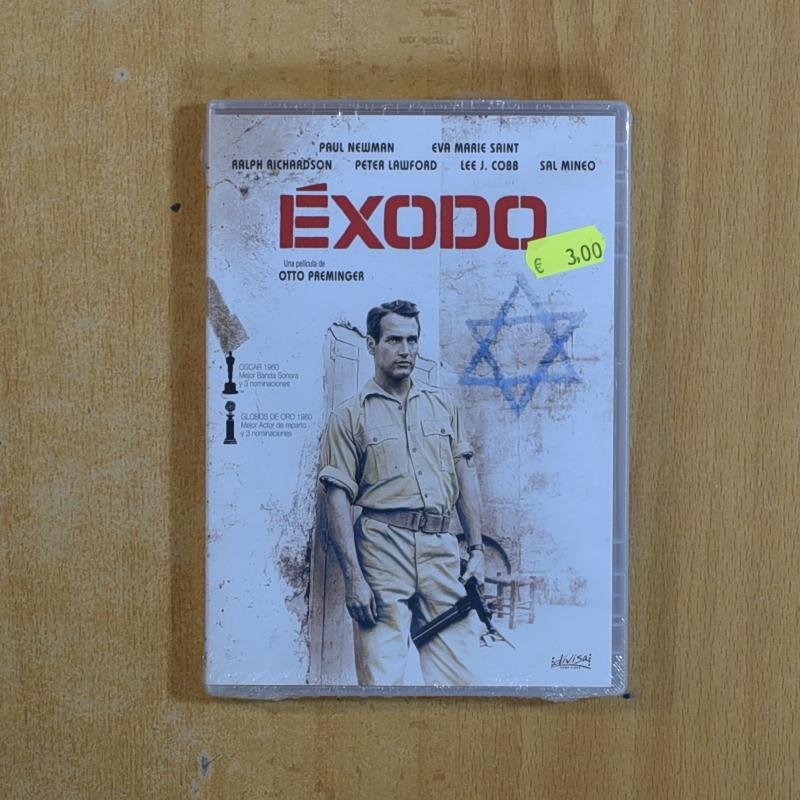 PAUL NEWMAN EVA MARIE SAINT
RALPH RICHARDSON PETER LAWFORD LEE J. COBB SAL MINEO
ÉXODO
€ 3,00
Una película de
OTTO PREMINGER
OSCAR 1960
Mejor Banda Sonora
y 3 nominaciones
GLOBOS DE ORO 1960
Mejor Actor de reparto
y 3 nominaciones
divisa